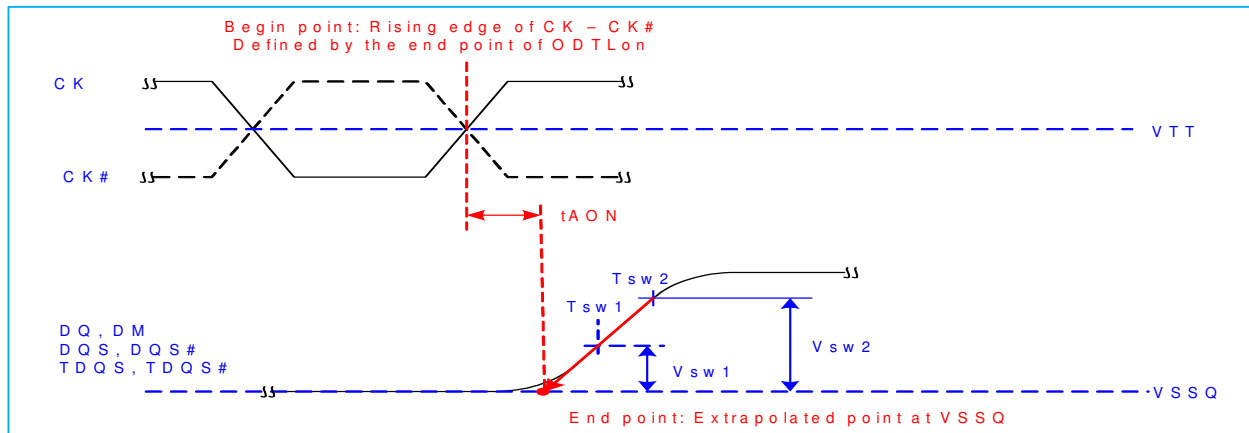 Begin point: Rising edge of CK – CK#
Defined by the end point of ODTLon
CK
VTT
CK#
tAON
Tsw2
Tsw1
DQ, DM
DQS, DQS#
TDQS, TDQS#
Vsw2
Vsw1
VSSQ
End point: Extrapolated point at VSSQ